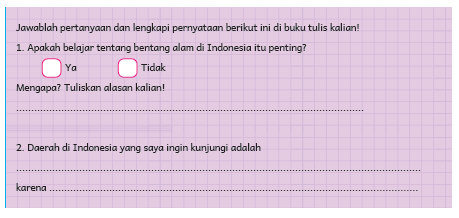 Jawablah pertanyaan dan lengkapi pernyataan berikut ini di buku tulis kalian!
1. Apakah belajar tentang bentang alam di Indonesia itu penting?
Ya Tidak
Mengapa? Tuliskan alasan kalian!
................................................................................
2. Daerah di Indonesia yang saya ingin kunjungi adalah
................................................................................
karena ................................................................................